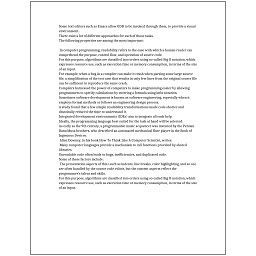 Some text editors such as Emacs allow GDB to be invoked through them, to provide a visual
environment.
There exist a lot of different approaches for each of those tasks.
The following properties are among the most important:
In computer programming, readability refers to the ease with which a human reader can
comprehend the purpose, control flow, and operation of source code.
For this purpose, algorithms are classified into orders using so-called Big O notation, which
expresses resource use, such as execution time or memory consumption, in terms of the size
of an input.
For example, when a bug in a compiler can make it crash when parsing some large source
file, a simplification of the test case that results in only few lines from the original source file
can be sufficient to reproduce the same crash.
Compilers harnessed the power of computers to make programming easier by allowing
programmers to specify calculations by entering a formula using infix notation.
Sometimes software development is known as software engineering, especially when it
employs formal methods or follows an engineering design process.
A study found that a few simple readability transformations made code shorter and
drastically reduced the time to understand it.
Integrated development environments (IDEs) aim to integrate all such help.
Ideally, the programming language best suited for the task at hand will be selected.
As early as the 9th century, a programmable music sequencer was invented by the Persian
Banu Musa brothers, who described an automated mechanical flute player in the Book of
Ingenious Devices.
Allen Downey, in his book How To Think Like A Computer Scientist, writes:
Many computer languages provide a mechanism to call functions provided by shared
libraries.
Unreadable code often leads to bugs, inefficiencies, and duplicated code.
Some of these factors include:
The presentation aspects of this (such as indents, line breaks, color highlighting, and so on)
are often handled by the source code editor, but the content aspects reflect the
programmer's talent and skills.
For this purpose, algorithms are classified into orders using so-called Big O notation, which
expresses resource use, such as execution time or memory consumption, in terms of the size
of an input.